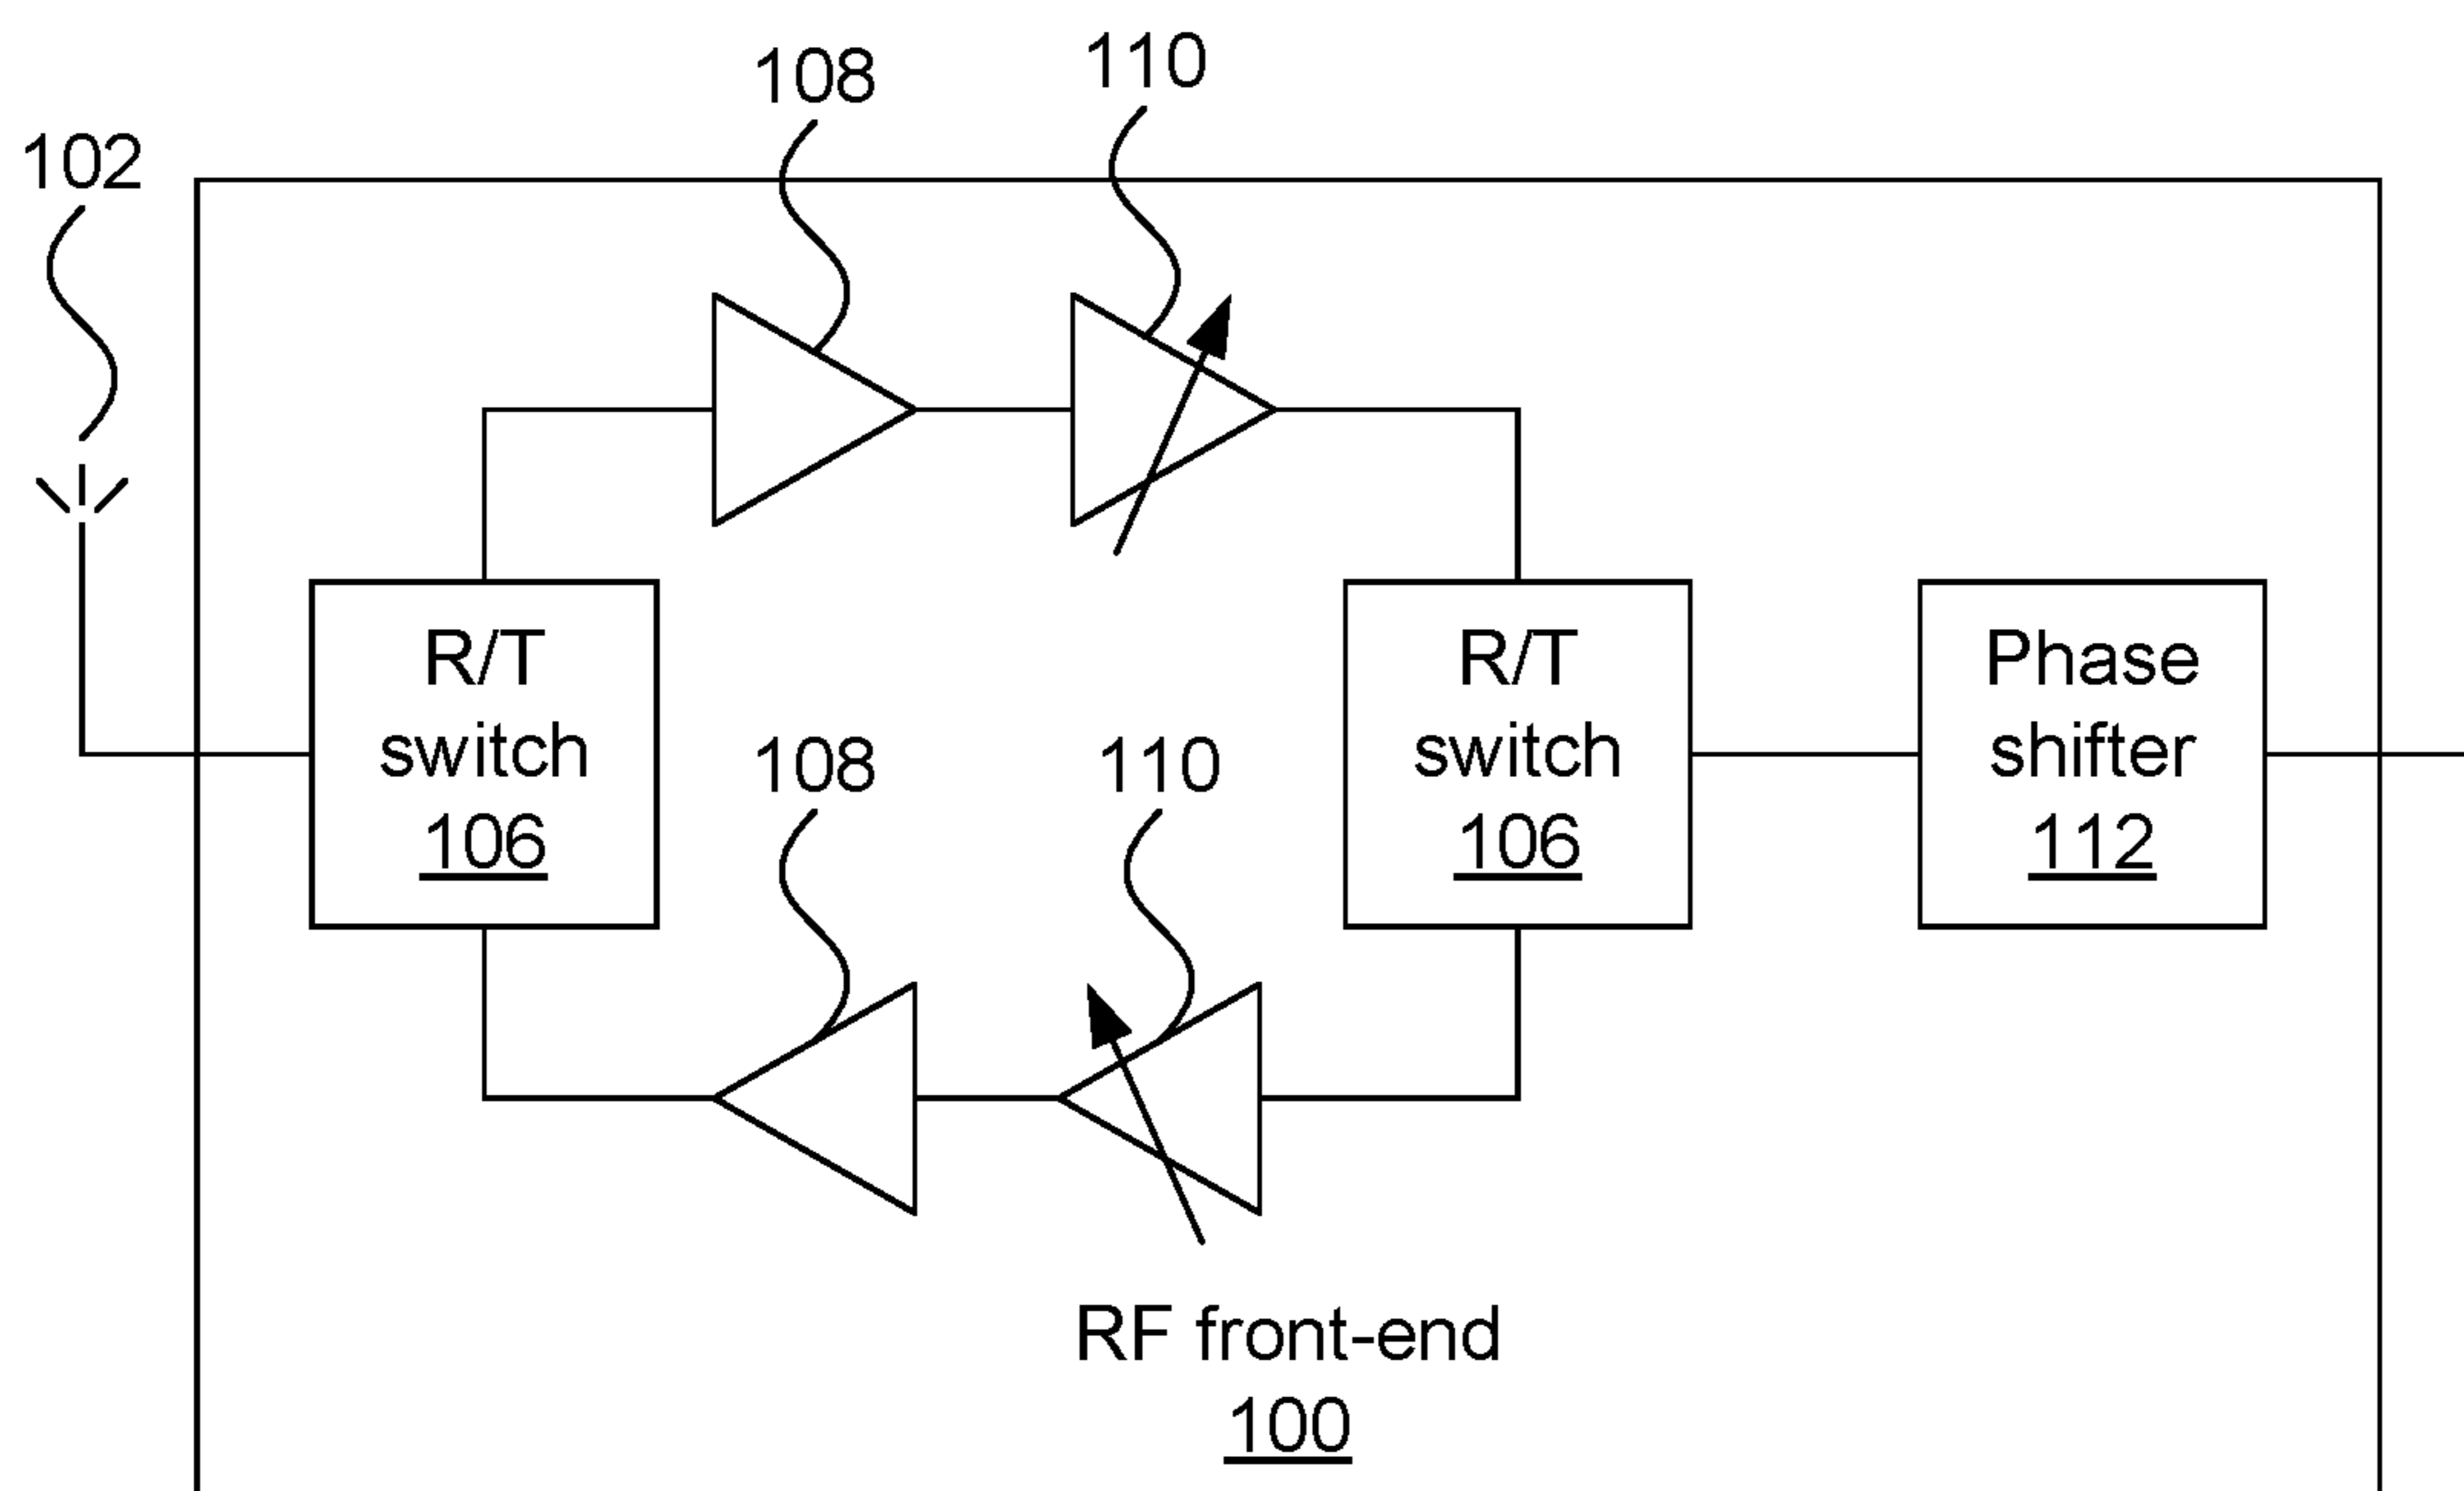 110
108
102
R/T
switch
106
R/T
switch
106
Phase
shifter
112
108
110
RF front-end
100